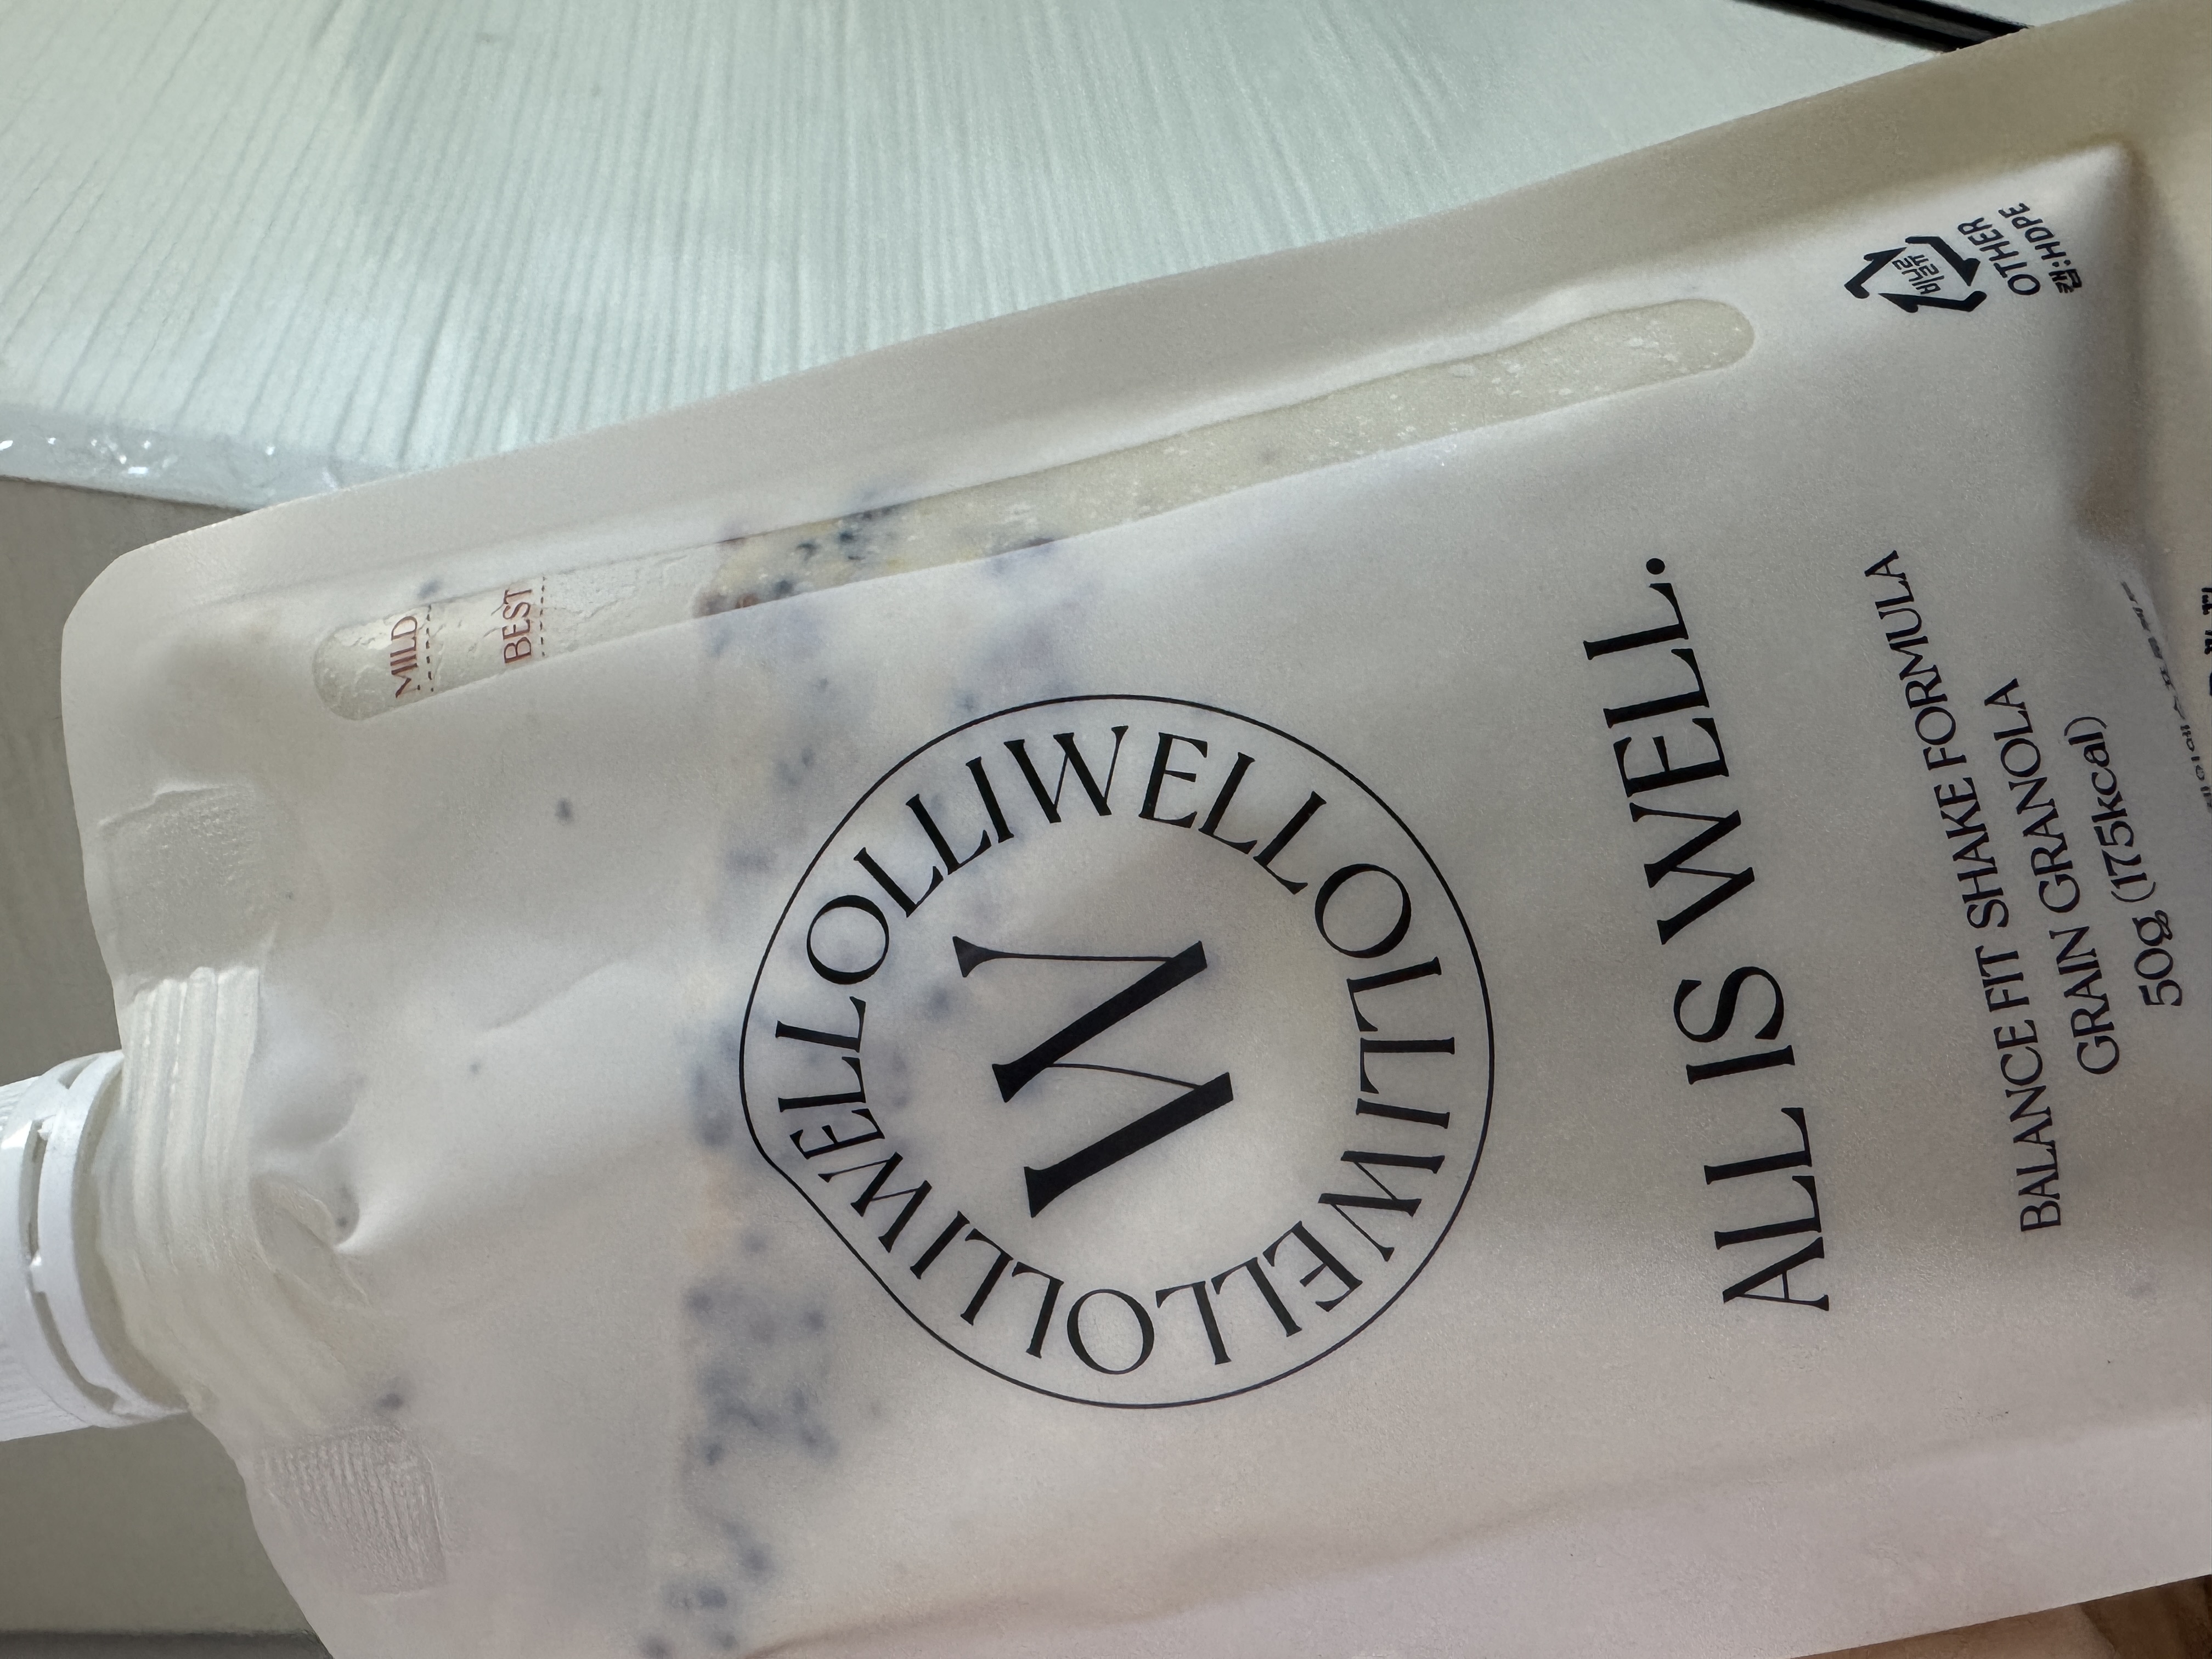 MILD
BEST
OLLIWELLOLLIWELLOLLIWELLOLLIWELL
W
ALL IS WELL.
BALANCE FIT SHAKE FORMULA
GRAIN GRANOLA
50g (175kcal)
비닐류
OTHER
캡:HDPE